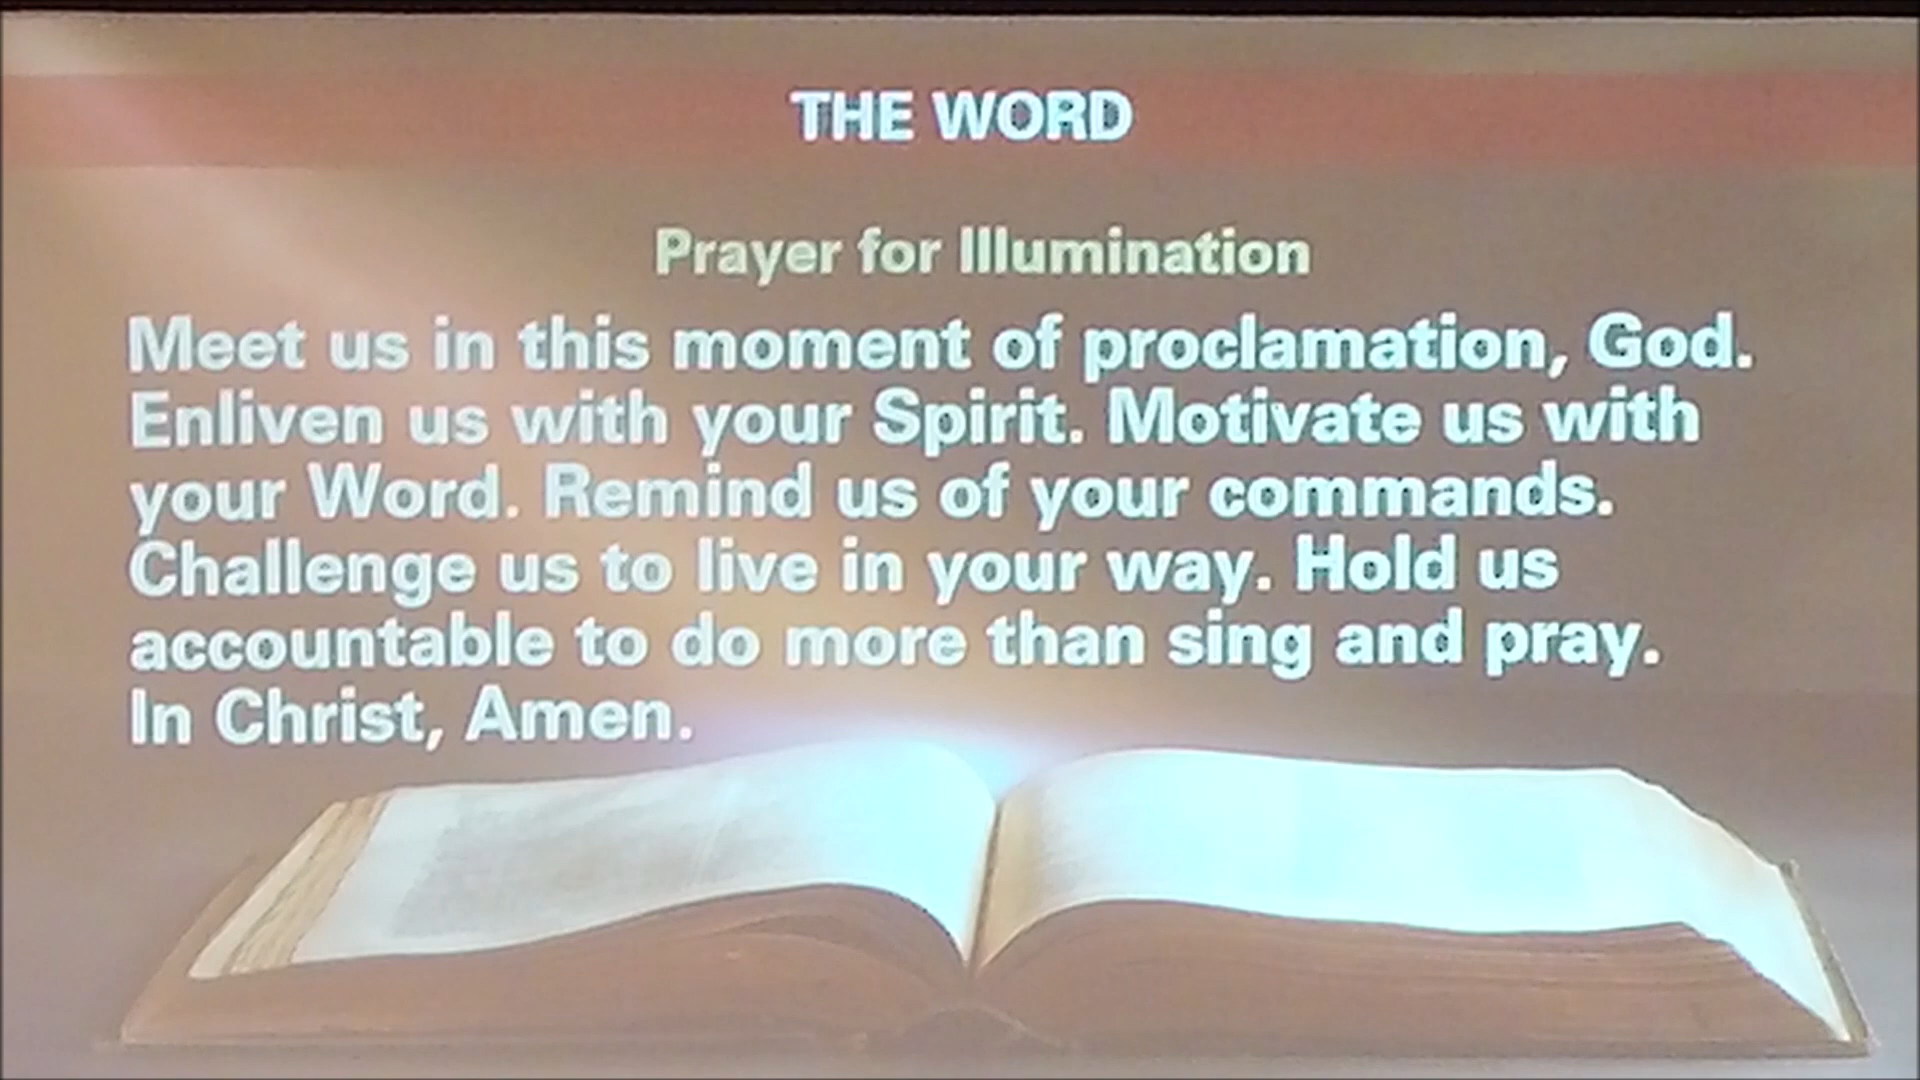 THE WORD
Prayer for Illumination
Meet us in this moment of proclamation, God.
Enliven us with your Spirit. Motivate us with
your Word. Remind us of your commands.
Challenge us to live in your way. Hold us
accountable to do more than sing and pray.
In Christ, Amen.